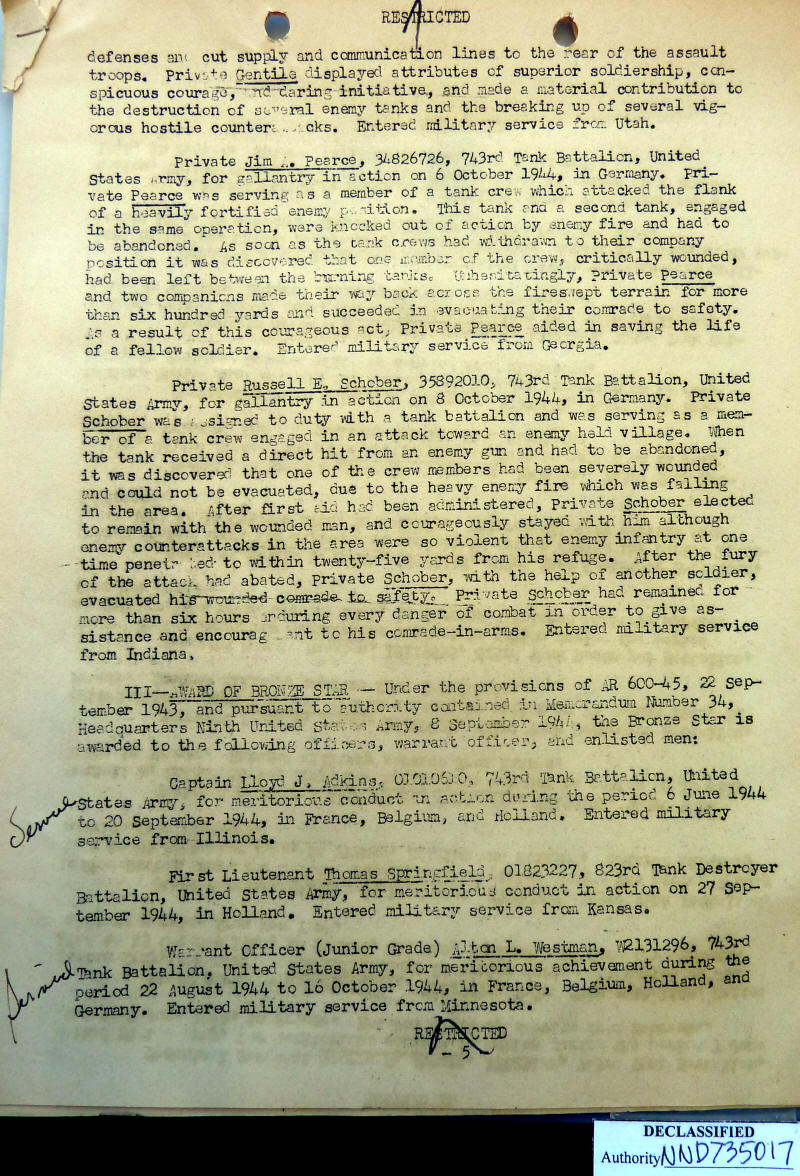 RESTRICTED
defenses and cut supply and communication lines to the rear of the assault
troops. Private Gentile displayed attributes of superior soldiership, con-
spicuous courage, and daring initiative, and made a material contribution to
the destruction of several enemy tanks and the breaking up of several vig-
orous hostile counterattacks. Entered military service from Utah.
Private Jim A. Pearce, 34826726, 743rd Tank Battalion, United
States Army, for gallantry in action on 6 October 1944, in Germany. Pri-
vate Pearce was serving as a member of a tank crew which attacked the flank
of a heavily fortified enemy position. This tank and a second tank, engaged
in the same operation, were knocked out of action by enemy fire and had to
be abandoned. As soon as the tank crews had withdrawn to their company
position it was discovered that one member of the crew, critically wounded,
had been left between the burning tanks. Unhesitatingly, Private Pearce
and two companions made their way back across the fireswept terrain for more
than six hundred yards and succeeded in evacuating their comrade to safety.
As a result of this courageous act, Private Pearce aided in saving the life
of a fellow soldier. Entered military service from Georgia.
Private Russell E. Schober, 35892010, 743rd Tank Battalion, United
States Army, for gallantry in action on 8 October 1944, in Germany. Private
Schober was assigned to duty with a tank battalion and was serving as a mem-
ber of a tank crew engaged in an attack toward an enemy held village. When
the tank received a direct hit from an enemy gun and had to be abandoned,
it was discovered that one of the crew members had been severely wounded
and could not be evacuated, due to the heavy enemy fire which was falling
in the area. After first aid had been administered, Private Schober elected
to remain with the wounded man, and courageously stayed with him although
enemy counterattacks in the area were so violent that enemy infantry at one
time penetrated to within twenty-five yards from his refuge. After the fury
of the attack had abated, Private Schober, with the help of another soldier,
evacuated his wounded comrade to safety. Private Schober had remained for
more than six hours enduring every danger of combat in order to give as-
sistance and encouragement to his comrade-in-arms. Entered military service
from Indiana.
III—AWARD OF BRONZE STAR — Under the provisions of AR 600-45, 22 Sep-
tember 1943, and pursuant to authority contained in Memorandum Number 34,
Headquarters Ninth United States Army, 8 September 1944, the Bronze Star is
awarded to the following officers, warrant officer, and enlisted men:
Captain Lloyd J. Adkins, 743rd Tank Battalion, United
Service States Army, for meritorious conduct in action during the period 6 June 1944
to 20 September 1944, in France, Belgium, and Holland. Entered military
service from Illinois.
First Lieutenant Thomas Springfield, 01823227, 823rd Tank Destroyer
Battalion, United States Army, for meritorious conduct in action on 27 Sep-
tember 1944, in Holland. Entered military service from Kansas.
Warrant Officer (Junior Grade) Alton L. Westman, W2131296, 743rd
Service Tank Battalion, United States Army, for meritorious achievement during the
period 22 August 1944 to 16 October 1944, in France, Belgium, Holland, and
Germany. Entered military service from Minnesota.
RESTRICTED
- 5 -
DECLASSIFIED
Authority NND735017